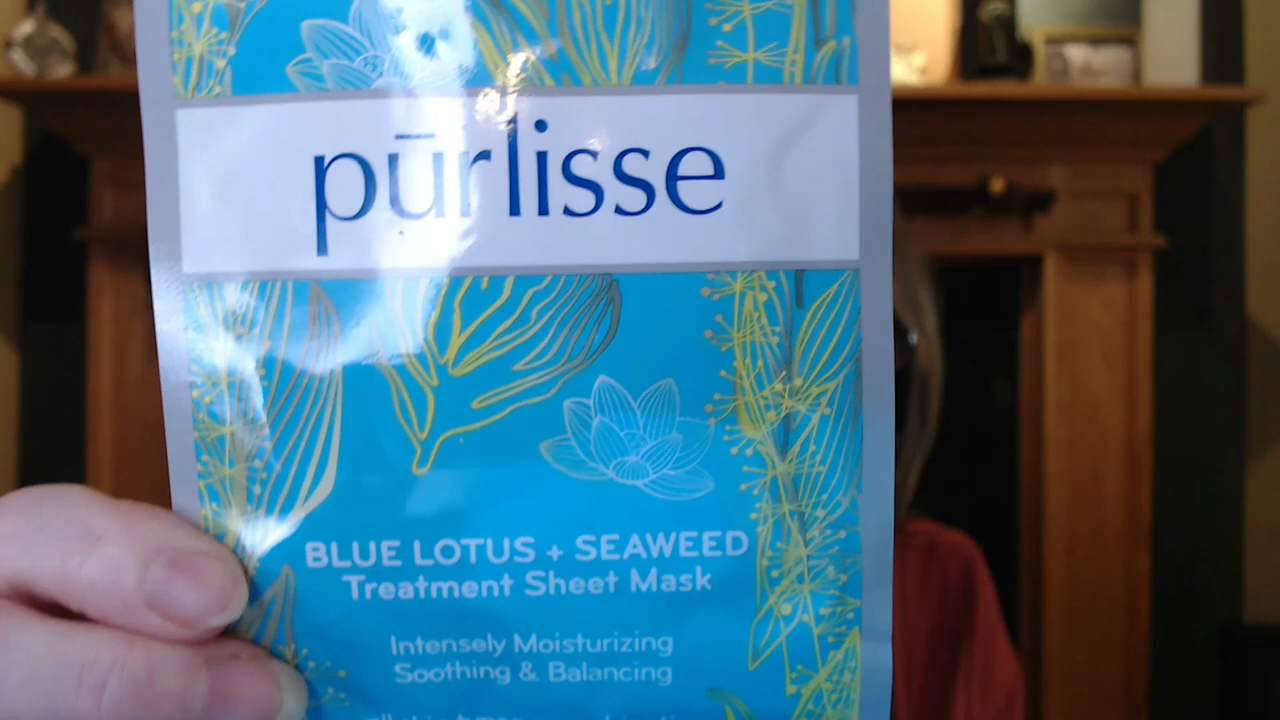 pūrlisse
BLUE LOTUS + SEAWEED
Treatment Sheet Mask
Intensely Moisturizing
Soothing & Balancing